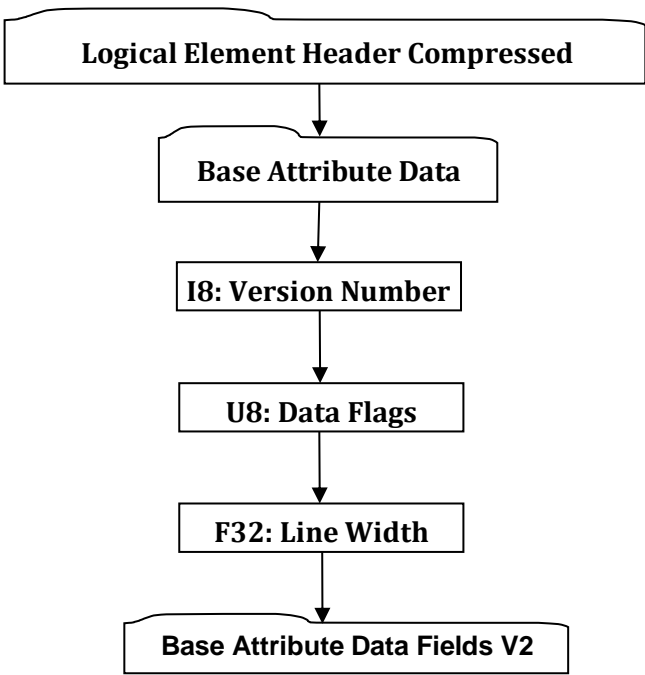 Logical Element Header Compressed
Base Attribute Data
I8: Version Number
U8: Data Flags
F32: Line Width
Base Attribute Data Fields V2